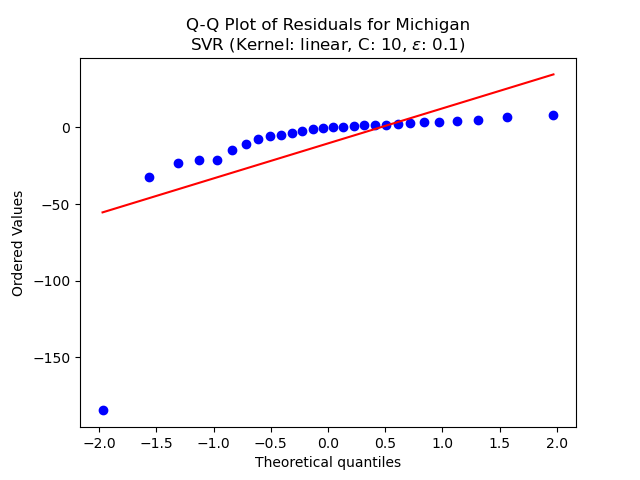 Q-Q Plot of Residuals for Michigan
SVR (Kernel: linear, C: 10, ε: 0.1)
Ordered Values
0
−50
−100
−150
−2.0 −1.5 −1.0 −0.5 0.0 0.5 1.0 1.5 2.0
Theoretical quantiles